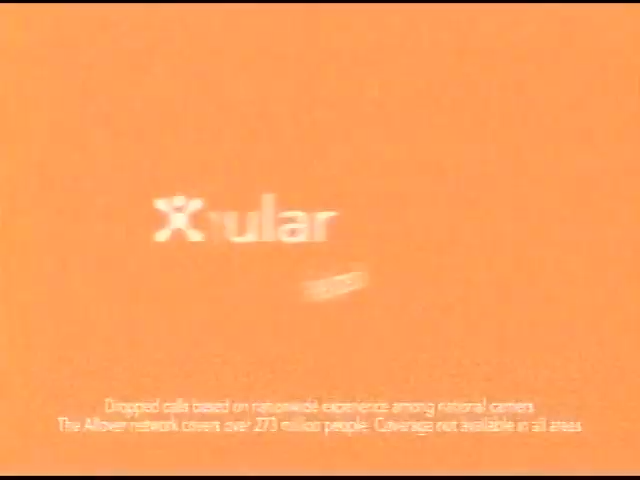 ular
Dropped calls based on nationwide experience among national carriers.
The Allover network covers over 273 million people. Coverage not available in all areas.